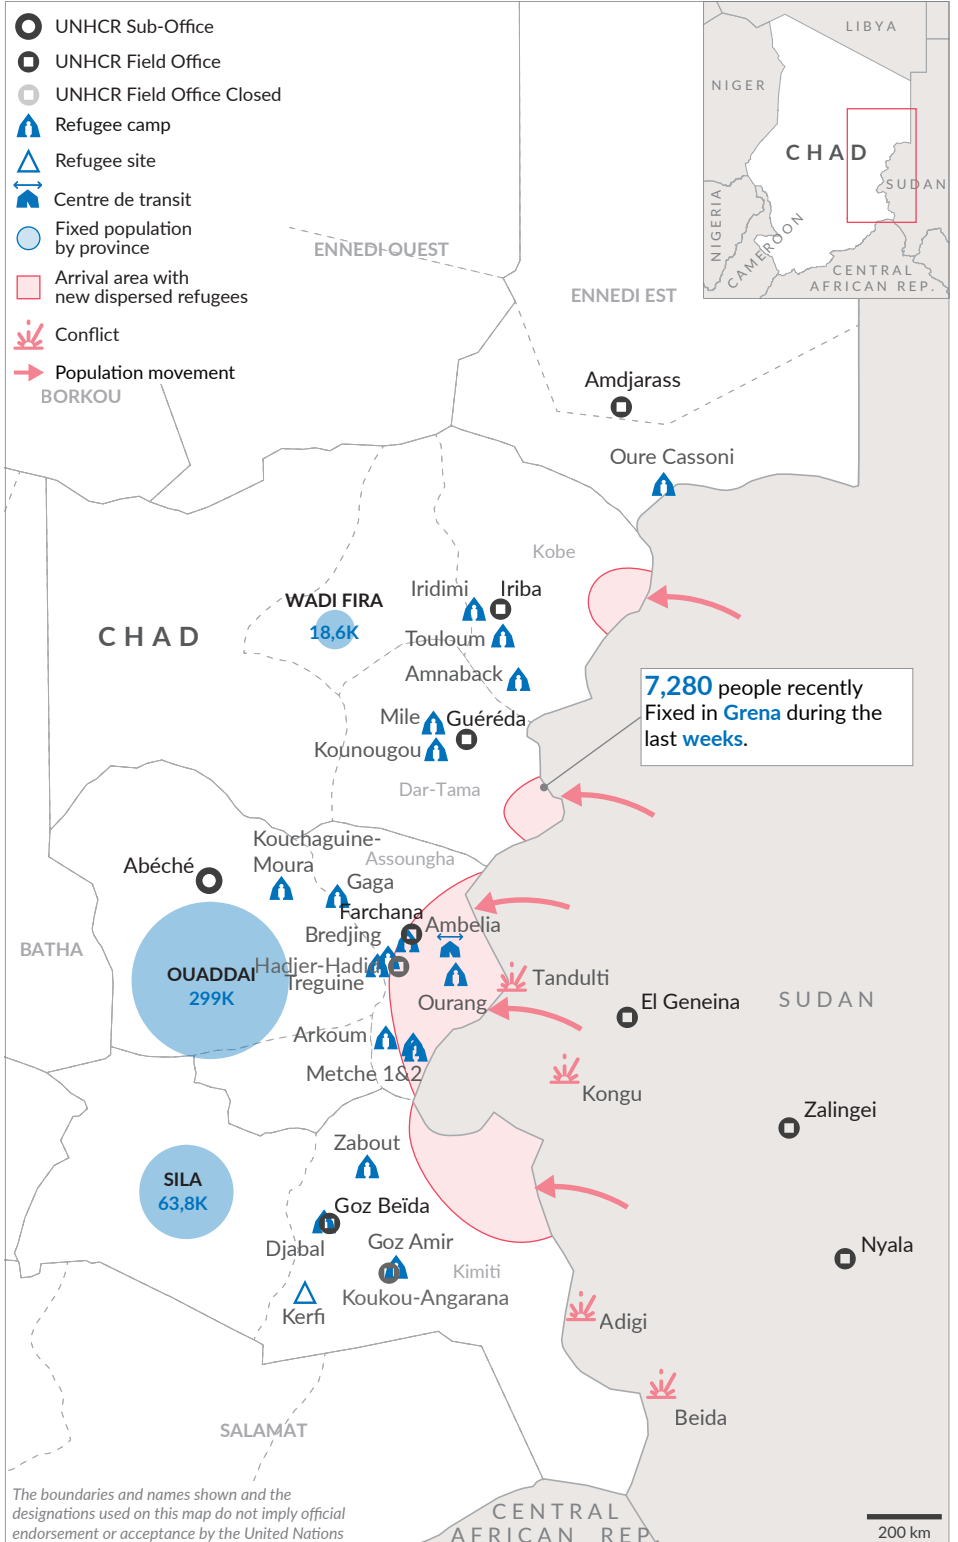 UNHCR Sub-Office
UNHCR Field Office
UNHCR Field Office Closed
Refugee camp
Refugee site
Centre de transit
Fixed population
by province
Arrival area with
new dispersed refugees
Conflict
Population movement
LIBYA
NIGER
CHAD
SUDAN
NIGERIA
CAMEROON
CENTRAL
AFRICAN REP.
ENNEDI OUEST
ENNEDI EST
BORKOU
Amdjarass
Oure Cassoni
Kobe
Iridimi
Iriba
WADI FIRA
18,6K
CHAD
Touloum
Amnaback
7,280 people recently
Fixed in Grena during the
last weeks.
Mile
Guéréda
Kounougou
Dar-Tama
Kouchaguine-
Moura
Assoungha
Abéché
Gaga
Farchana
Ambelia
Bredjing
BATHA
OUADDAI
299K
Hadjer-Hadid
Treguine
Ourang
Tandulti
El Geneina
SUDAN
Arkoum
Metche 1&2
Kongu
Zalingei
Zabout
SILA
63,8K
Goz Beïda
Djabal
Goz Amir
Kimiti
Nyala
Koukou-Angarana
Kerfi
Adigi
Beida
SALAMAT
The boundaries and names shown and the
designations used on this map do not imply official
endorsement or acceptance by the United Nations
CENTRAL
AFRICAN REP.
200 km